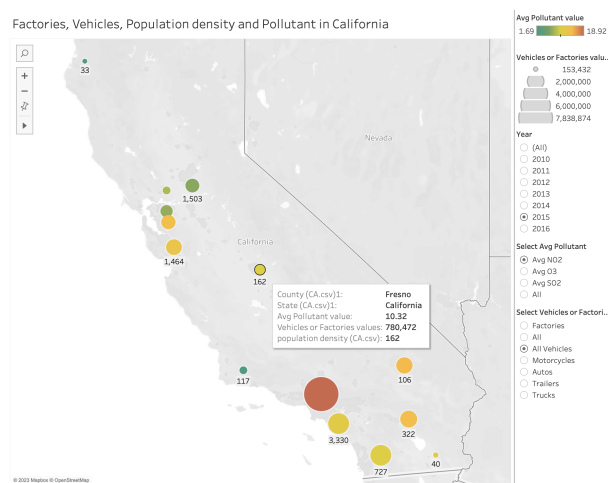 Factories, Vehicles, Population density and Pollutant in California
33
Nevada
1,503
1,464
California
162
County (CA.csv)1: Fresno
State (CA.csv)1: California
Avg Pollutant value: 10.32
Vehicles or Factories values: 780,472
population density (CA.csv): 162
117
106
3,330
322
727
40
© 2023 Mapbox © OpenStreetMap
Avg Pollutant value
1.69 18.92
Vehicles or Factories valu..
153,432
2,000,000
4,000,000
6,000,000
7,838,874
Year
(All)
2010
2011
2012
2013
2014
2015
2016
Select Avg Pollutant
Avg NO2
Avg O3
Avg SO2
All
Select Vehicles or Factori..
Factories
All
All Vehicles
Motorcycles
Autos
Trailers
Trucks